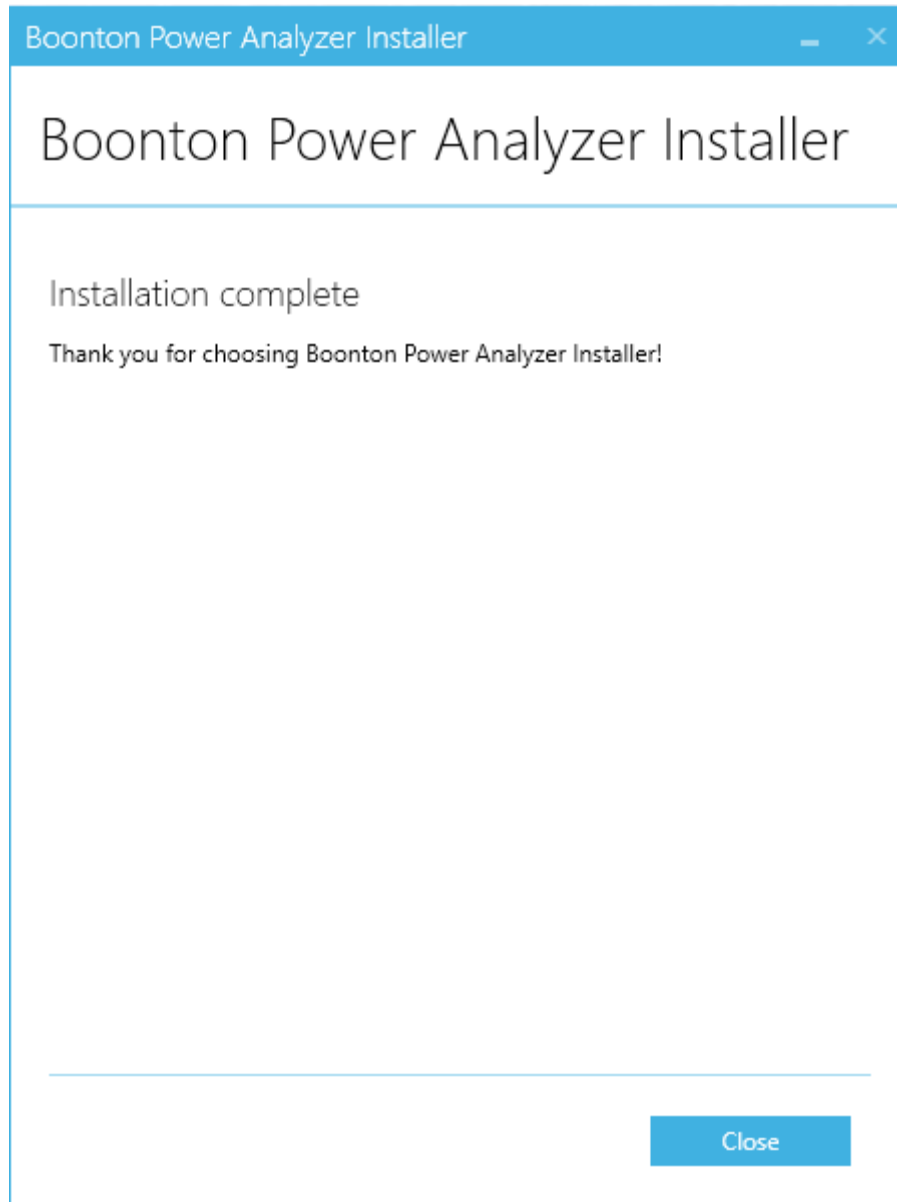 Boonton Power Analyzer Installer
Boonton Power Analyzer Installer
Installation complete
Thank you for choosing Boonton Power Analyzer Installer!
Close